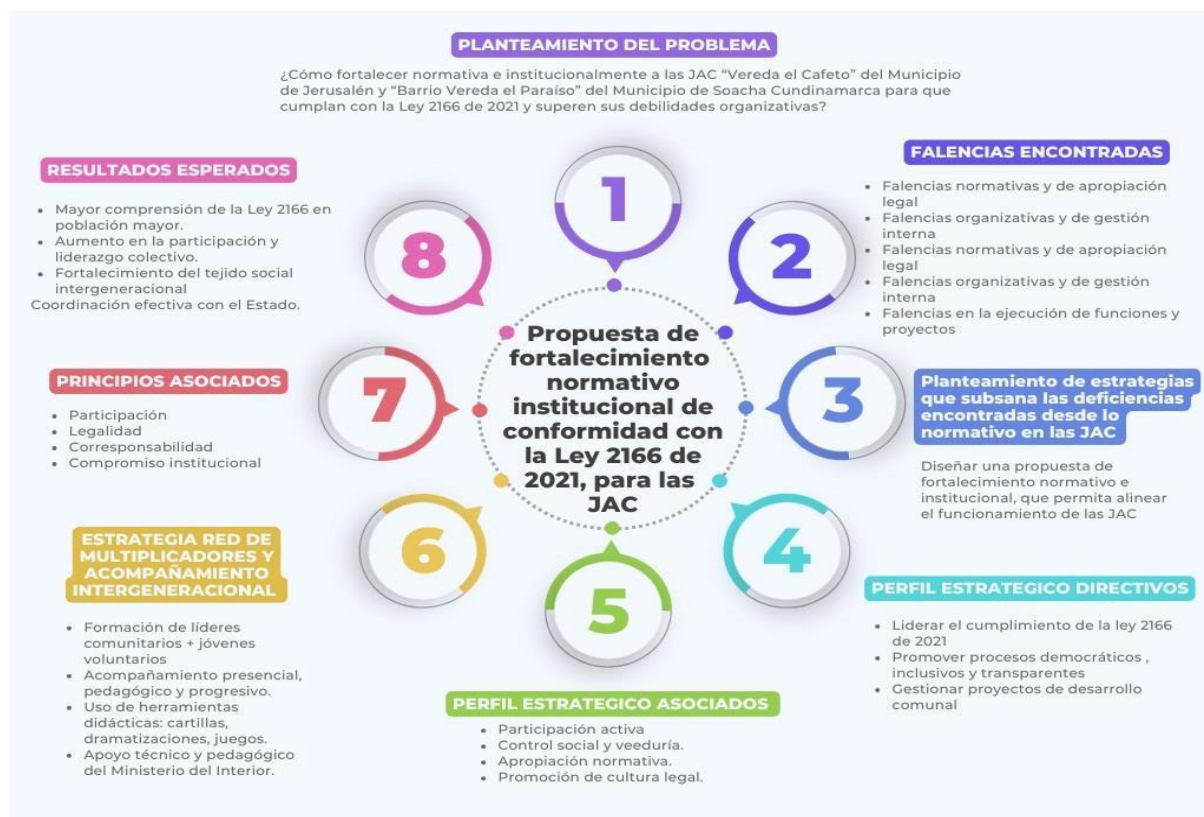 PLANTEAMIENTO DEL PROBLEMA
¿Cómo fortalecer normativa e institucionalmente a las JAC “Vereda el Cafeto” del Municipio
de Jerusalén y “Barrio Vereda el Paraíso” del Municipio de Soacha Cundinamarca para que
cumplan con la Ley 2166 de 2021 y superen sus debilidades organizativas?
1
FALENCIAS ENCONTRADAS
• Falencias normativas y de apropiación
legal
• Falencias organizativas y de gestión
interna
• Falencias normativas y de apropiación
legal
• Falencias organizativas y de gestión
interna
• Falencias en la ejecución de funciones y
proyectos
2
Planteamiento de estrategias
que subsana las deficiencias
encontradas desde lo
normativo en las JAC
Diseñar una propuesta de
fortalecimiento normativo e
institucional, que permita alinear
el funcionamiento de las JAC
3
PERFIL ESTRATEGICO DIRECTIVOS
• Liderar el cumplimiento de la ley 2166
de 2021
• Promover procesos democráticos ,
inclusivos y transparentes
• Gestionar proyectos de desarrollo
comunal
4
PERFIL ESTRATEGICO ASOCIADOS
• Participación activa
• Control social y veeduría.
• Apropiación normativa.
• Promoción de cultura legal.
5
ESTRATEGIA RED DE
MULTIPLICADORES Y
ACOMPAÑAMIENTO
INTERGENERACIONAL
• Formación de líderes
comunitarios + jóvenes
voluntarios
• Acompañamiento presencial,
pedagógico y progresivo.
• Uso de herramientas
didácticas: cartillas,
dramatizaciones, juegos.
• Apoyo técnico y pedagógico
del Ministerio del Interior.
6
PRINCIPIOS ASOCIADOS
• Participación
• Legalidad
• Corresponsabilidad
• Compromiso institucional
7
RESULTADOS ESPERADOS
• Mayor comprensión de la Ley 2166 en
población mayor.
• Aumento en la participación y
liderazgo colectivo.
• Fortalecimiento del tejido social
intergeneracional
Coordinación efectiva con el Estado.
8
Propuesta de
fortalecimiento
normativo
institucional de
conformidad con
la Ley 2166 de
2021, para las
JAC